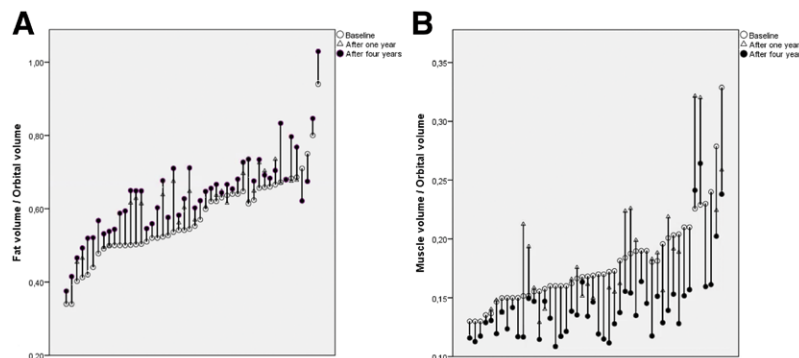 A
Baseline
After one year
After four years
1,00
0,80
0,60
0,40
0,20
Fat volume / Orbital volume
B
Baseline
After one year
After four year
0,35
0,30
0,25
0,20
0,15
0,10
Muscle volume / Orbital volume